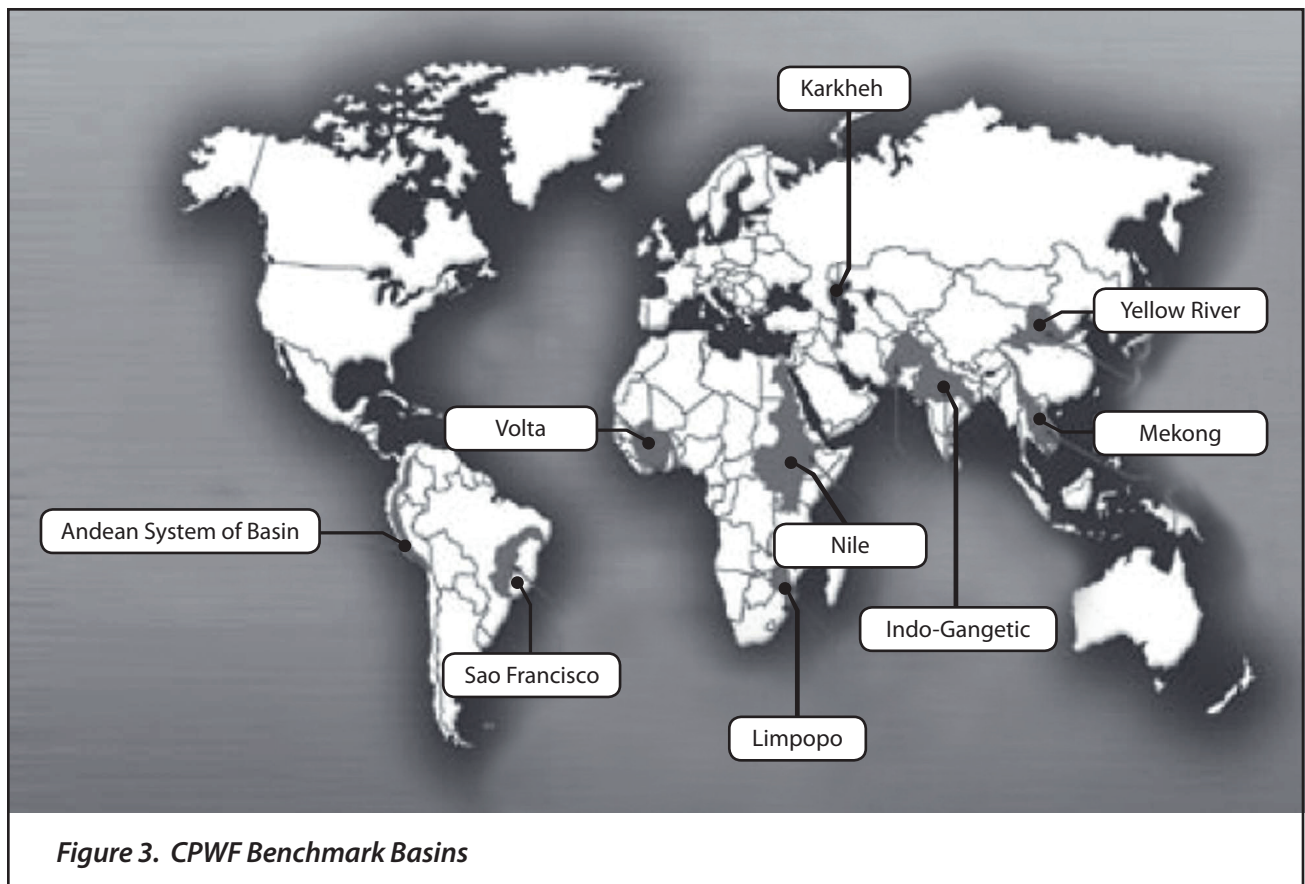 Karkheh
Yellow River
Volta
Mekong
Andean System of Basin
Nile
Indo-Gangetic
Sao Francisco
Limpopo
Figure 3. CPWF Benchmark Basins